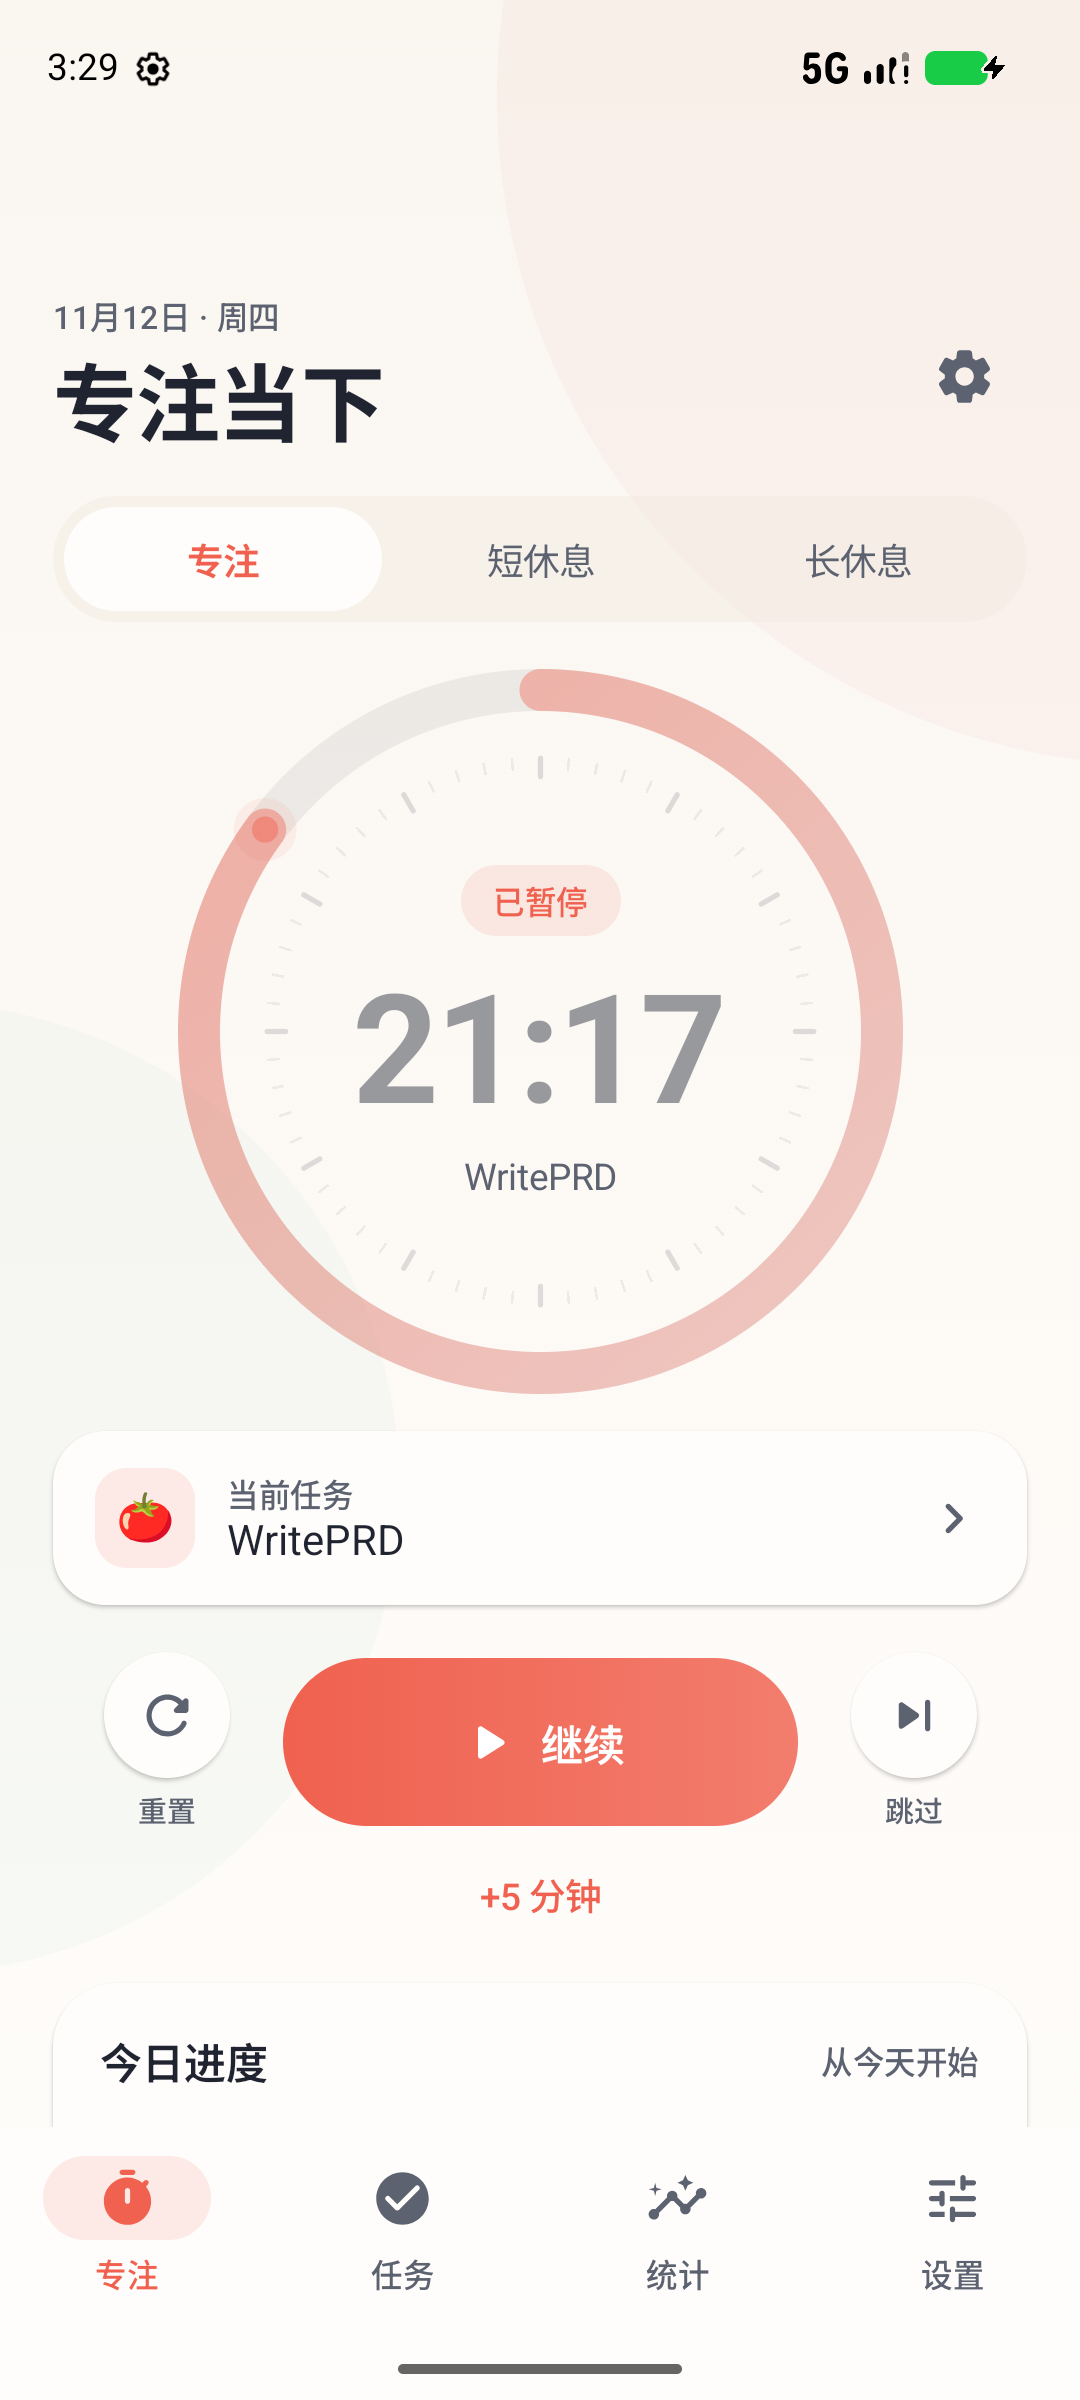 3:29
5G
11月12日 · 周四
专注当下
专注
短休息
长休息
已暂停
21:17
WritePRD
当前任务
WritePRD
重置
继续
跳过
+5 分钟
今日进度
从今天开始
专注
任务
统计
设置